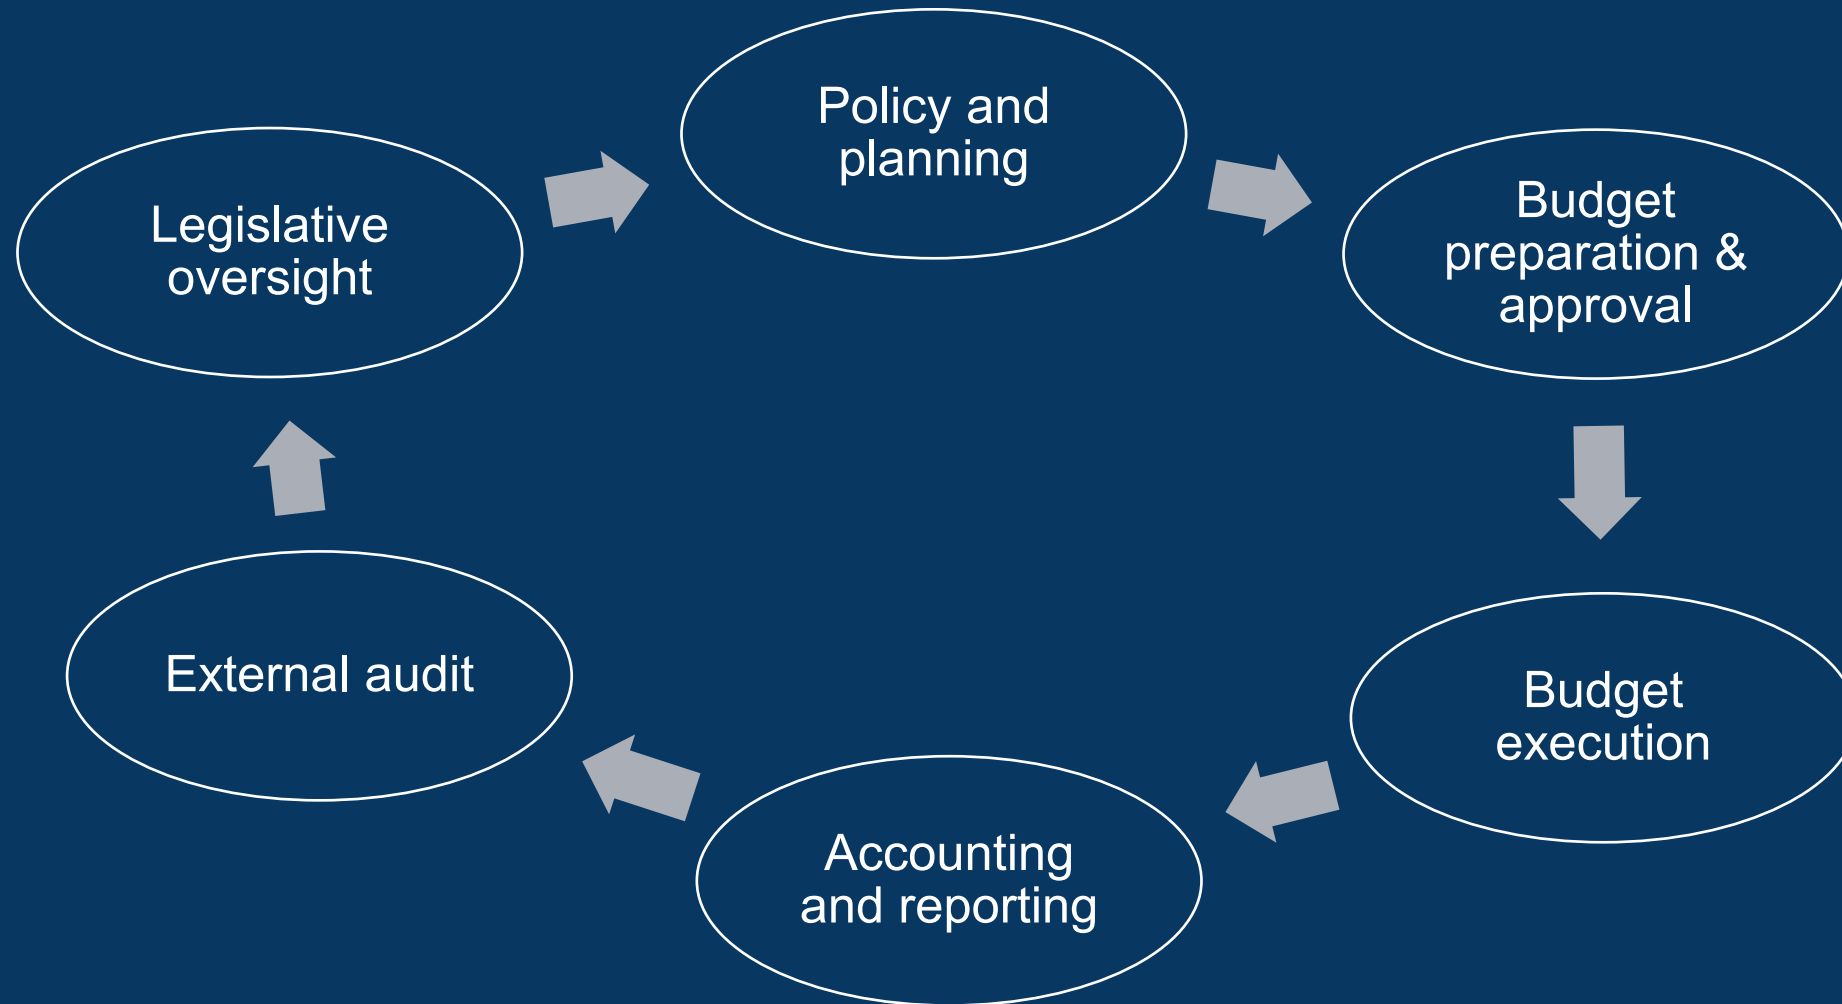 Policy and
planning
Budget
preparation &
approval
Budget
execution
Accounting
and reporting
External audit
Legislative
oversight